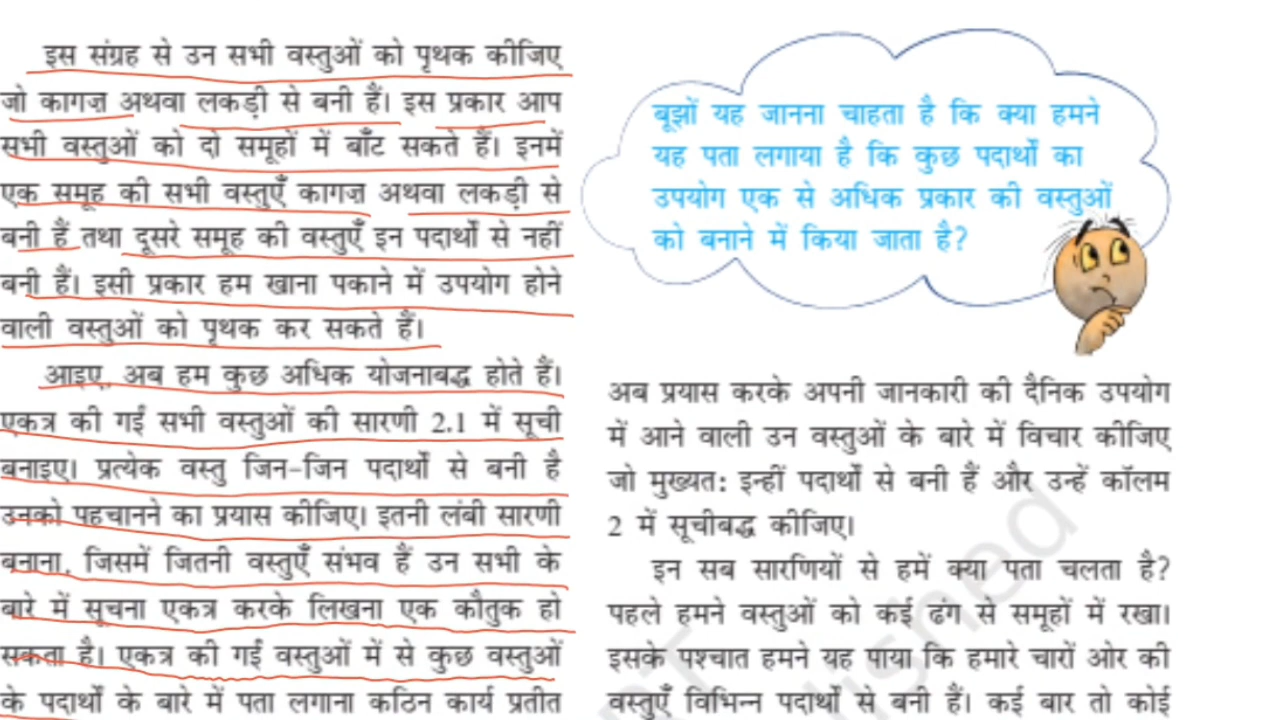 इस संग्रह से उन सभी वस्तुओं को पृथक कीजिए
जो कागज़ अथवा लकड़ी से बनी हैं। इस प्रकार आप
सभी वस्तुओं को दो समूहों में बाँट सकते हैं। इनमें
एक समूह की सभी वस्तुएँ कागज़ अथवा लकड़ी से
बनी हैं तथा दूसरे समूह की वस्तुएँ इन पदार्थों से नहीं
बनी हैं। इसी प्रकार हम खाना पकाने में उपयोग होने
वाली वस्तुओं को पृथक कर सकते हैं।
आइए, अब हम कुछ अधिक योजनाबद्ध होते हैं।
एकत्र की गई सभी वस्तुओं की सारणी 2.1 में सूची
बनाइए। प्रत्येक वस्तु जिन-जिन पदार्थों से बनी है
उनको पहचानने का प्रयास कीजिए। इतनी लंबी सारणी
बनाना, जिसमें जितनी वस्तुएँ संभव हैं उन सभी के
बारे में सूचना एकत्र करके लिखना एक कौतुक हो
सकता है। एकत्र की गई वस्तुओं में से कुछ वस्तुओं
के पदार्थों के बारे में पता लगाना कठिन कार्य प्रतीत
बूझों यह जानना चाहता है कि क्या हमने
यह पता लगाया है कि कुछ पदार्थों का
उपयोग एक से अधिक प्रकार की वस्तुओं
को बनाने में किया जाता है?
अब प्रयास करके अपनी जानकारी की दैनिक उपयोग
में आने वाली उन वस्तुओं के बारे में विचार कीजिए
जो मुख्यत: इन्हीं पदार्थों से बनी हैं और उन्हें कॉलम
2 में सूचीबद्ध कीजिए।
इन सब सारणियों से हमें क्या पता चलता है?
पहले हमने वस्तुओं को कई ढंग से समूहों में रखा।
इसके पश्चात हमने यह पाया कि हमारे चारों ओर की
वस्तुएँ विभिन्न पदार्थों से बनी हैं। कई बार तो कोई